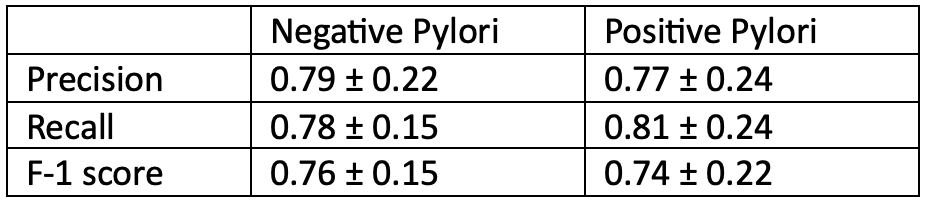 Negative Pylori Positive Pylori
Precision 0.79 ± 0.22 0.77 ± 0.24
Recall 0.78 ± 0.15 0.81 ± 0.24
F-1 score 0.76 ± 0.15 0.74 ± 0.22